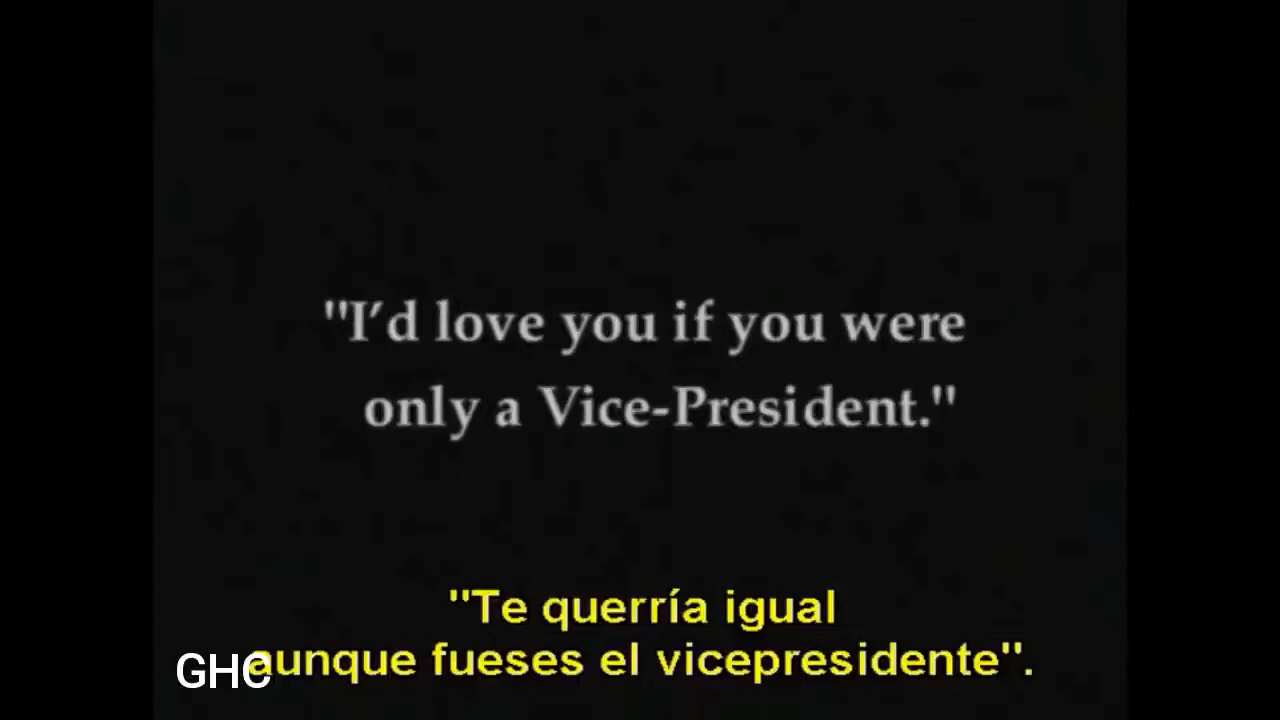 "I’d love you if you were
only a Vice-President."
"Te querría igual
aunque fueses el vicepresidente".
GHC